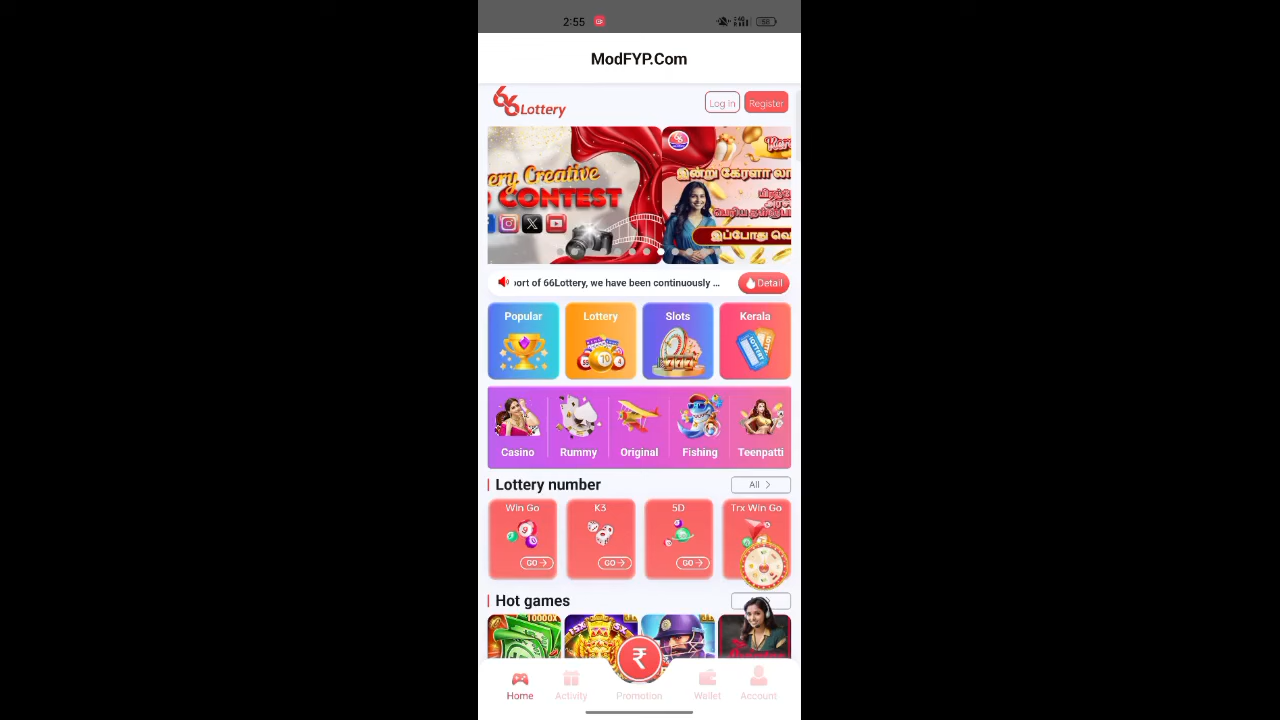 2:55
58
ModFYP.Com
66Lottery
Log in
Register
ery Creative
CONTEST
இன்று கேரளா லா
இப்போது வெ
ort of 66Lottery, we have been continuously ...
Detail
Popular
Lottery
Slots
Kerala
Casino
Rummy
Original
Fishing
Teenpatti
Lottery number
All >
Win Go
K3
5D
Trx Win Go
GO→
GO→
GO→
Hot games
10000X
₹
Home
Activity
Promotion
Wallet
Account